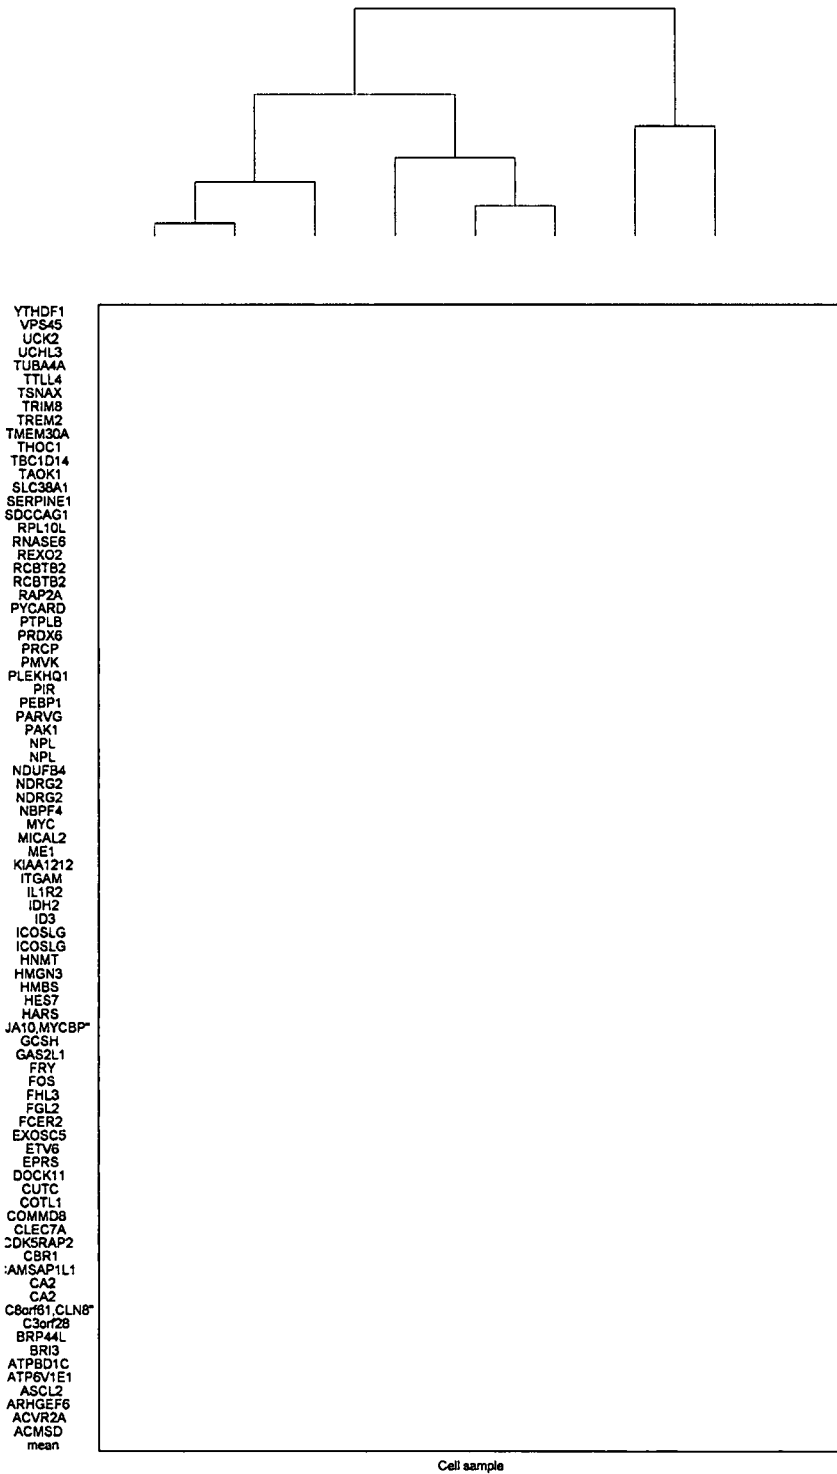 YTHDF1
VPS45
UCK2
UCHL3
TUBA4A
TTLL4
TSNAX
TRIM8
TREM2
TMEM30A
THOC1
TBC1D14
TAOK1
SLC38A1
SERPINE1
SDCCAG1
RPL10L
RNASE6
REXO2
RCBTB2
RCBTB2
RAP2A
PYCARD
PTPLB
PRDX6
PRCP
PMVK
PLEKHQ1
PIR
PEBP1
PARVG
PAK1
NPL
NPL
NDUFB4
NDRG2
NDRG2
NBPF4
MYC
MICAL2
ME1
KIAA1212
ITGAM
IL1R2
IDH2
ID3
ICOSLG
ICOSLG
HNMT
HMGN3
HMBS
HES7
HARS
JA10,MYCBP"
GCSH
GAS2L1
FRY
FOS
FHL3
FGL2
FCER2
EXOSC5
ETV6
EPRS
DOCK11
CUTC
COTL1
COMMD8
CLEC7A
CDK5RAP2
CBR1
AMSAP1L1
CA2
CA2
C8orf61,CLN8"
C3orf28
BRP44L
BRI3
ATPBD1C
ATP6V1E1
ASCL2
ARHGEF6
ACVR2A
ACMSD
mean
Cell sample